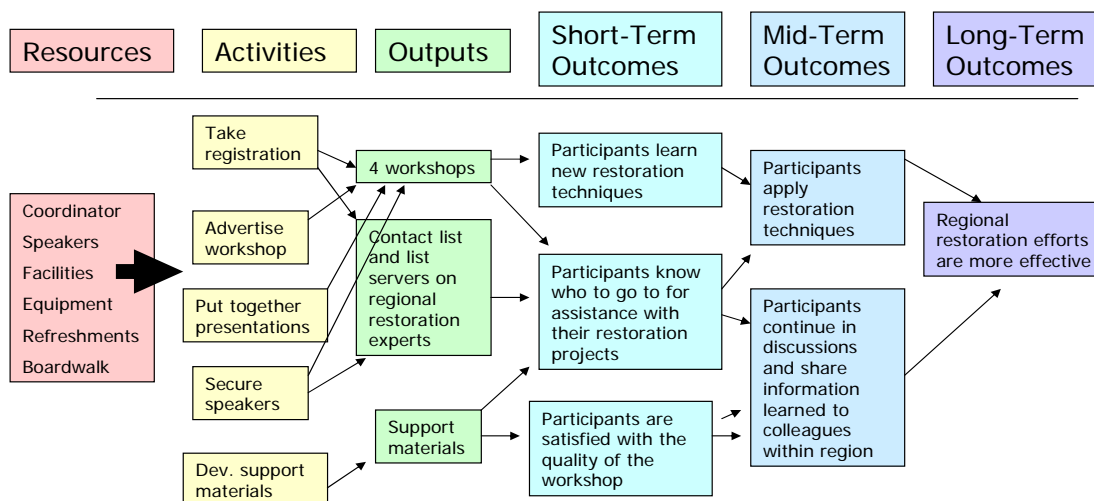 Resources
Activities
Outputs
Short-Term
Outcomes
Mid-Term
Outcomes
Long-Term
Outcomes
Coordinator
Speakers
Facilities
Equipment
Refreshments
Boardwalk
Take
registration
Advertise
workshop
Put together
presentations
Secure
speakers
Dev. support
materials
4 workshops
Contact list
and list
servers on
regional
restoration
experts
Support
materials
Participants learn
new restoration
techniques
Participants know
who to go to for
assistance with
their restoration
projects
Participants are
satisfied with the
quality of the
workshop
Participants
apply
restoration
techniques
Participants
continue in
discussions
and share
information
learned to
colleagues
within region
Regional
restoration efforts
are more effective